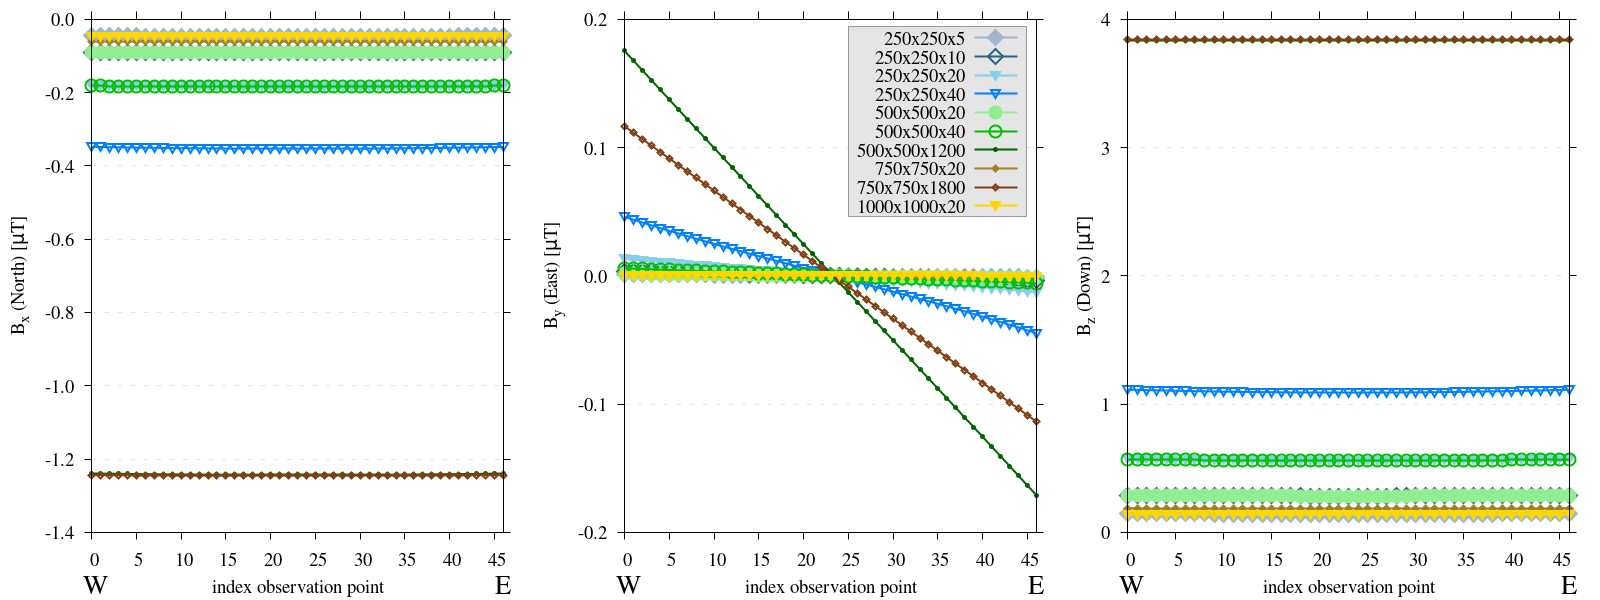 0.0
-0.2
-0.4
-0.6
-0.8
-1.0
-1.2
-1.4
Bx (North) [μT]
0 5 10 15 20 25 30 35 40 45
W index observation point E
0.2
0.1
0.0
-0.1
-0.2
By (East) [μT]
250x250x5
250x250x10
250x250x20
250x250x40
500x500x20
500x500x40
500x500x1200
750x750x20
750x750x1800
1000x1000x20
0 5 10 15 20 25 30 35 40 45
W index observation point E
4
3
2
1
0
Bz (Down) [μT]
0 5 10 15 20 25 30 35 40 45
W index observation point E